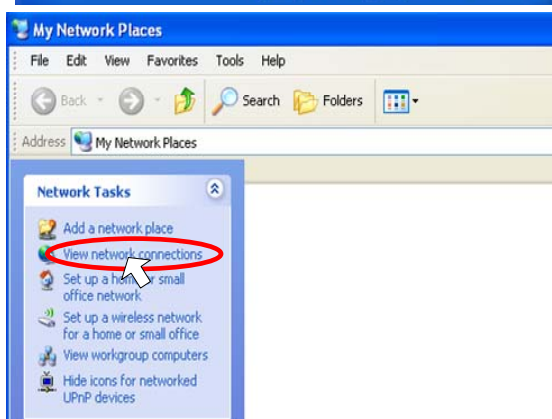 My Network Places
File Edit View Favorites Tools Help
Back Search Folders
Address My Network Places
Network Tasks
Add a network place
View network connections
Set up a home or small
office network
Set up a wireless network
for a home or small office
View workgroup computers
Hide icons for networked
UPnP devices